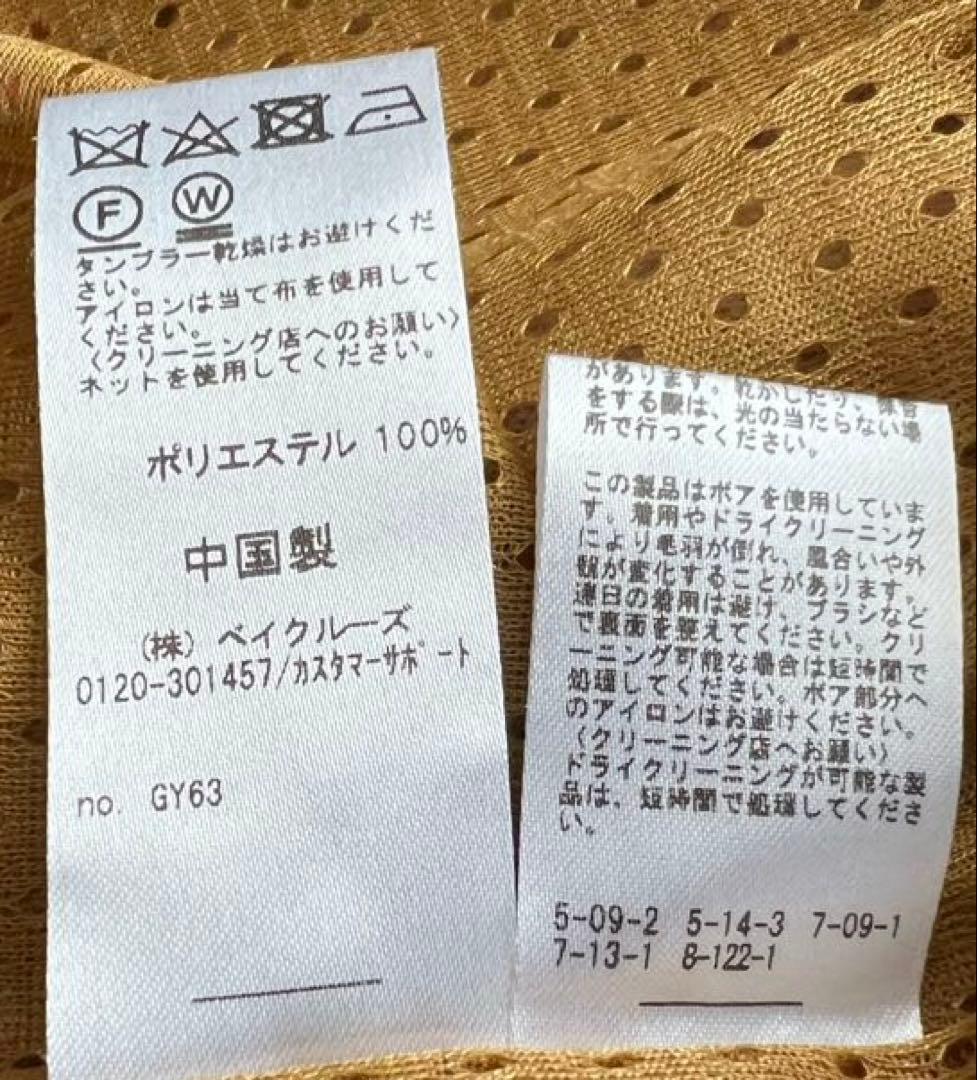 F W
タンブラー乾燥はお避けくだ
さい。
アイロンは当て布を使用して
ください。
〈クリーニング店へのお願い〉
ネットを使用してください。
ポリエステル 100%
中国製
(株) ベイクルーズ
0120-301457/カスタマーサポート
no. GY63
があります。乾かしたり、保管
をする際は、光の当たらない場
所で行ってください。
この製品はボアを使用していま
す。着用やドライクリーニング
により毛羽が倒れ、風合いや外
観が変化することがあります。
連日の着用は避け、ブラシなど
で裏面を整えてください。クリ
ーニング可能な場合は短時間で
処理してください。ボア部分へ
のアイロンはお避けください。
〈クリーニング店へお願い〉
ドライクリーニングが可能な製
品は、短時間で処理してくださ
い。
5-09-2 5-14-3 7-09-1
7-13-1 8-122-1